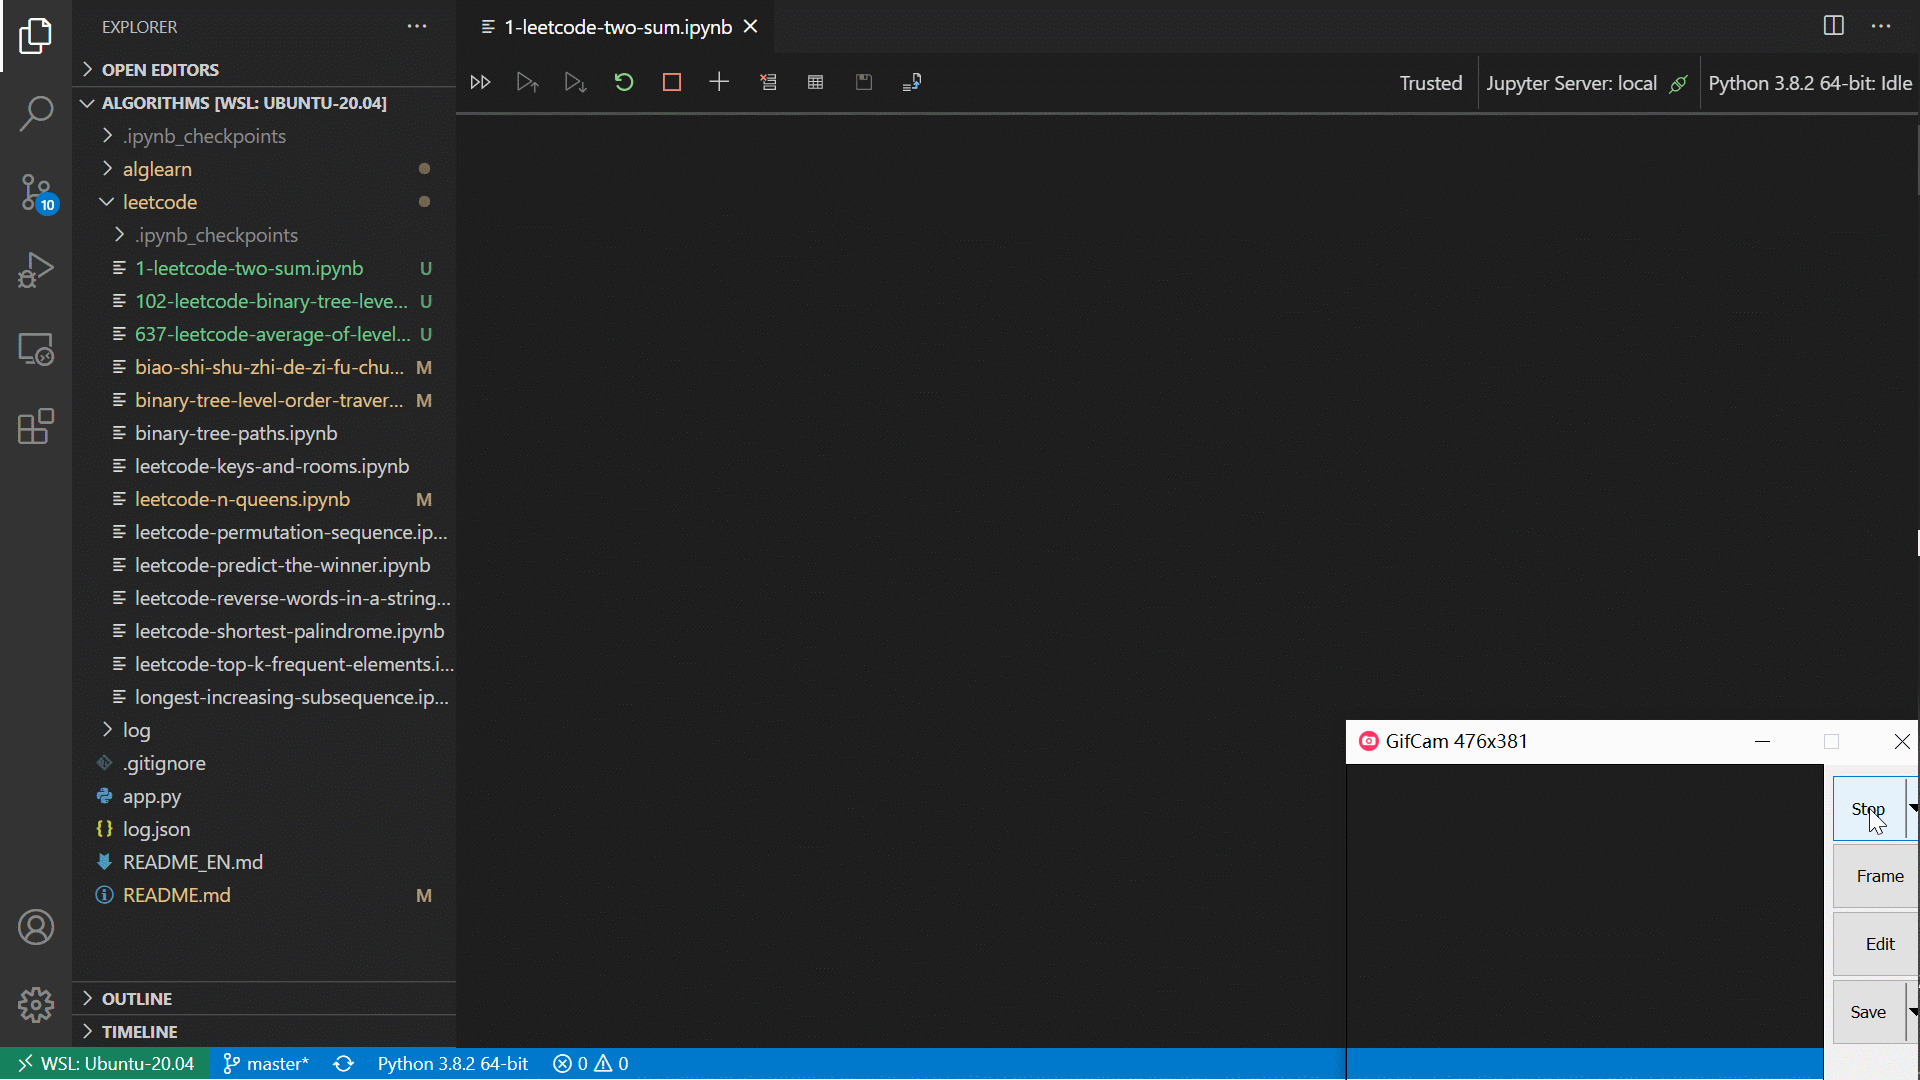 EXPLORER
1-leetcode-two-sum.ipynb
OPEN EDITORS
ALGORITHMS [WSL: UBUNTU-20.04]
Trusted
Jupyter Server: local
Python 3.8.2 64-bit: Idle
.ipynb_checkpoints
alglearn
leetcode
10
.ipynb_checkpoints
1-leetcode-two-sum.ipynb U
102-leetcode-binary-tree-leve... U
637-leetcode-average-of-level... U
biao-shi-shu-zhi-de-zi-fu-chu... M
binary-tree-level-order-traver... M
binary-tree-paths.ipynb
leetcode-keys-and-rooms.ipynb
leetcode-n-queens.ipynb M
leetcode-permutation-sequence.ip...
leetcode-predict-the-winner.ipynb
leetcode-reverse-words-in-a-string...
leetcode-shortest-palindrome.ipynb
leetcode-top-k-frequent-elements.i...
longest-increasing-subsequence.ip...
log
.gitignore
app.py
log.json
README_EN.md
README.md M
OUTLINE
TIMELINE
GifCam 476x381
Stop
Frame
Edit
Save
WSL: Ubuntu-20.04
master*
Python 3.8.2 64-bit
0
0